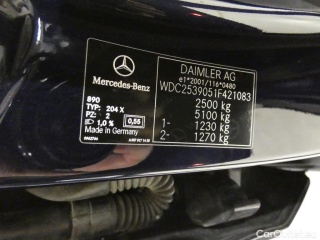 Mercedes-Benz
890
TYP: 204 X
PZ: 2
1,0 % 0,55
Made in Germany
DAIMLER AG
e1*2001/116*0480
WDC2539051F421083
2500 kg
5100 kg
1- 1230 kg
2- 1270 kg